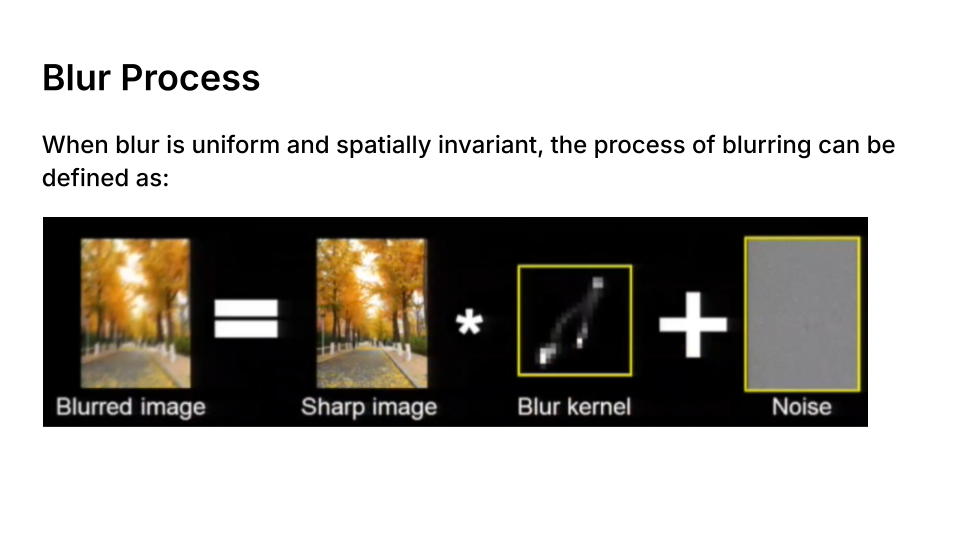 Blur Process
When blur is uniform and spatially invariant, the process of blurring can be
defined as:
= * +
Blurred image Sharp image Blur kernel Noise